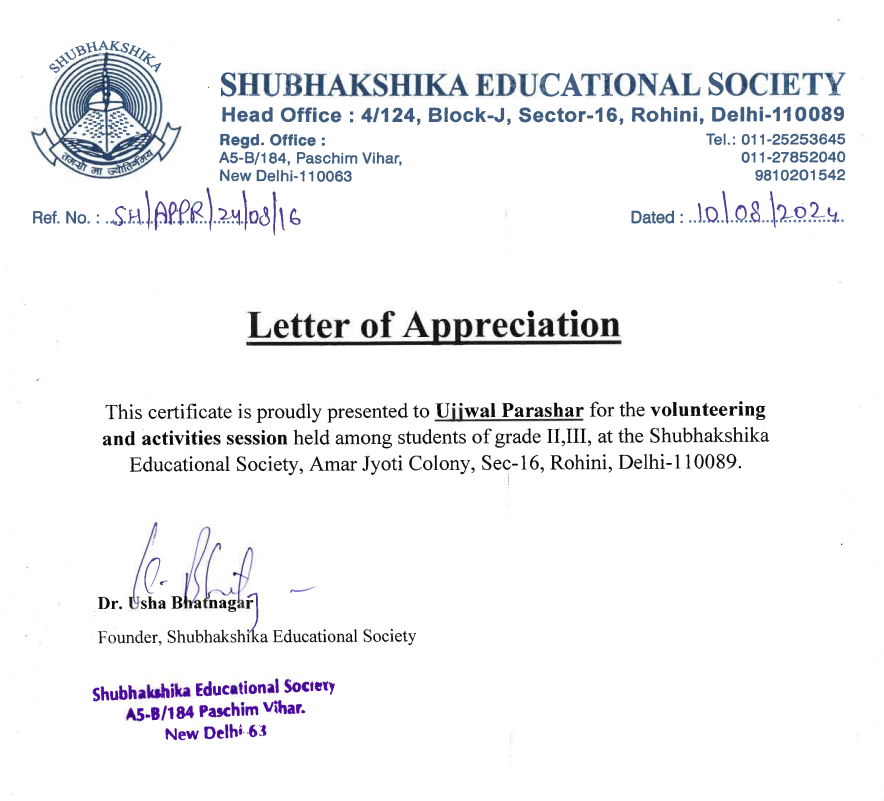 SHUBHAKSHIKA
तमसो मा ज्योतिर्गमय
SHUBHAKSHIKA EDUCATIONAL SOCIETY
Head Office : 4/124, Block-J, Sector-16, Rohini, Delhi-110089
Regd. Office :
A5-B/184, Paschim Vihar,
New Delhi-110063
Tel.: 011-25253645
011-27852040
9810201542
Ref. No. : SH/APPR/24/08/16
Dated : 10/08/2024
Letter of Appreciation
This certificate is proudly presented to Ujjwal Parashar for the volunteering
and activities session held among students of grade II,III, at the Shubhakshika
Educational Society, Amar Jyoti Colony, Sec-16, Rohini, Delhi-110089.
Dr. Usha Bhatnagar
Founder, Shubhakshika Educational Society
Shubhakshika Educational Society
A5-B/184 Paschim Vihar.
New Delhi-63